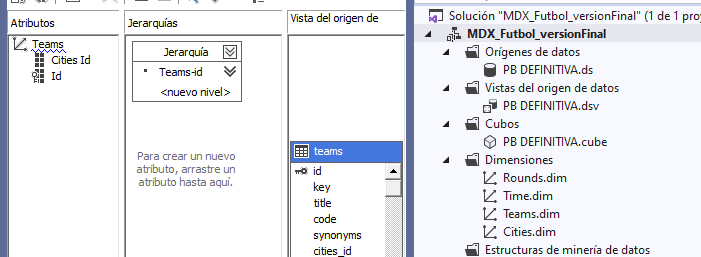 Atributos
Teams
Cities Id
Id
Jerarquías
Jerarquía
Teams-id
<nuevo nivel>
Para crear un nuevo
atributo, arrastre un
atributo hasta aquí.
Vista del origen de
teams
id
key
title
code
synonyms
cities_id
Solución "MDX_Futbol_versionFinal" (1 de 1 proy
MDX_Futbol_versionFinal
Orígenes de datos
PB DEFINITIVA.ds
Vistas del origen de datos
PB DEFINITIVA.dsv
Cubos
PB DEFINITIVA.cube
Dimensiones
Rounds.dim
Time.dim
Teams.dim
Cities.dim
Estructuras de minería de datos